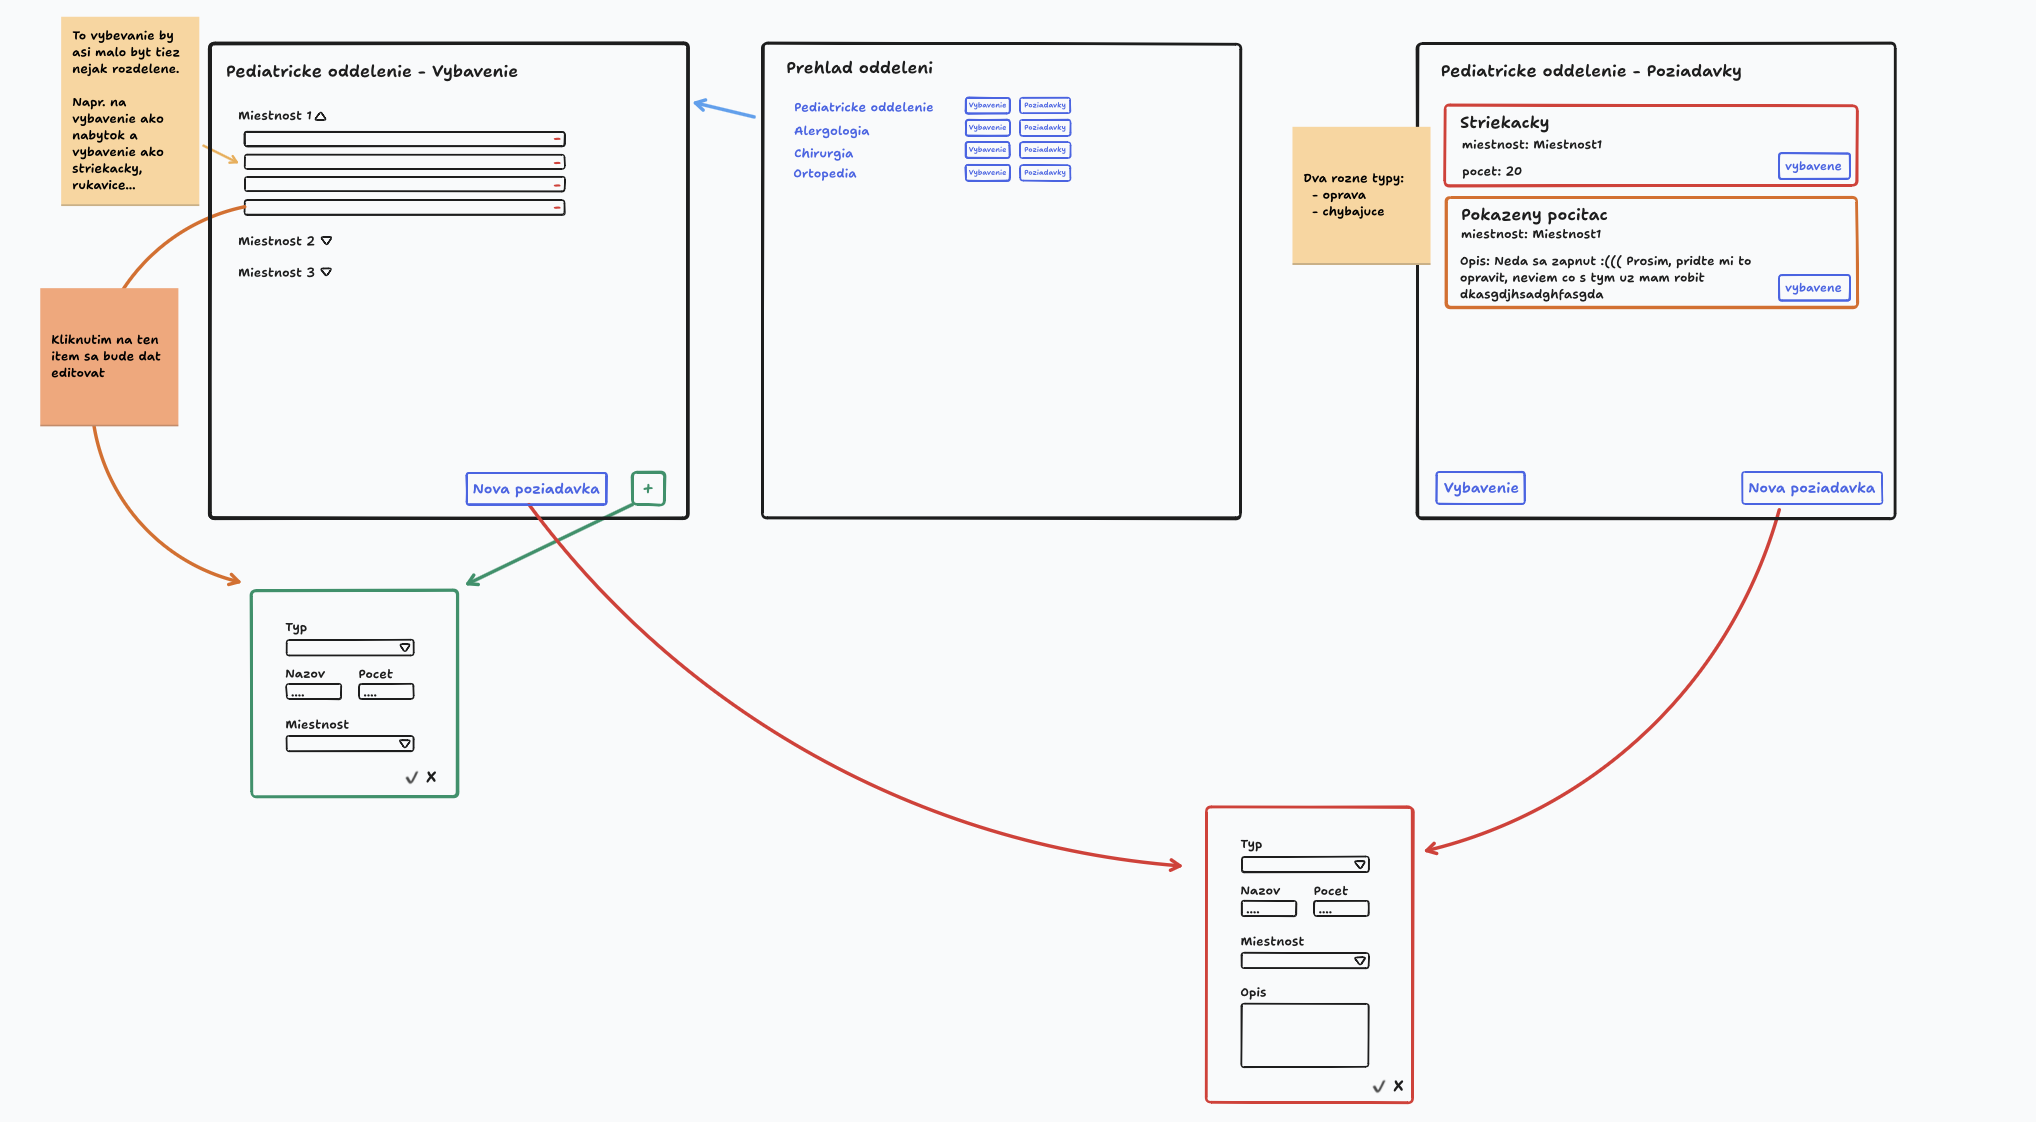 To vybevanie by
asi malo byt tiez
nejak rozdelene.
Napr. na
vybavenie ako
nabytok a
vybavenie ako
striekacky,
rukavice...
Kliknutim na ten
item sa bude dat
editovat
Pediatricke oddelenie - Vybavenie
Miestnost 1
Miestnost 2
Miestnost 3
Nova poziadavka
+
Typ
Nazov Pocet
.... ....
Miestnost
✓ X
Prehlad oddeleni
Pediatricke oddelenie Vybavenie Poziadavky
Alergologia Vybavenie Poziadavky
Chirurgia Vybavenie Poziadavky
Ortopedia Vybavenie Poziadavky
Dva rozne typy:
- oprava
- chybajuce
Pediatricke oddelenie - Poziadavky
Striekacky
miestnost: Miestnost1
pocet: 20
vybavene
Pokazeny pocitac
miestnost: Miestnost1
Opis: Neda sa zapnut :((( Prosim, pridte mi to
opravit, neviem co s tym uz mam robit
dkasgdjhsadghfasgda
vybavene
Vybavenie
Nova poziadavka
Typ
Nazov Pocet
.... ....
Miestnost
Opis
✓ X